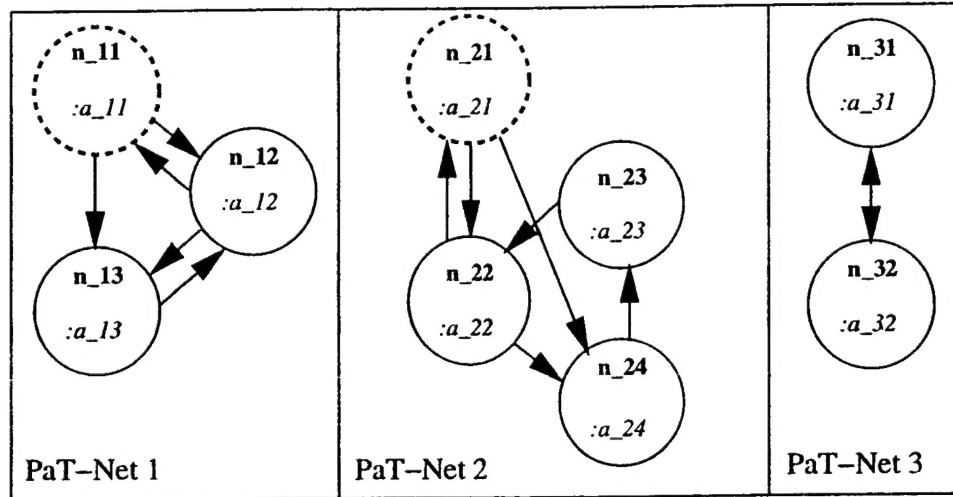 n_11
:a_11
n_12
:a_12
n_13
:a_13
PaT–Net 1
n_21
:a_21
n_23
:a_23
n_22
:a_22
n_24
:a_24
PaT–Net 2
n_31
:a_31
n_32
:a_32
PaT–Net 3